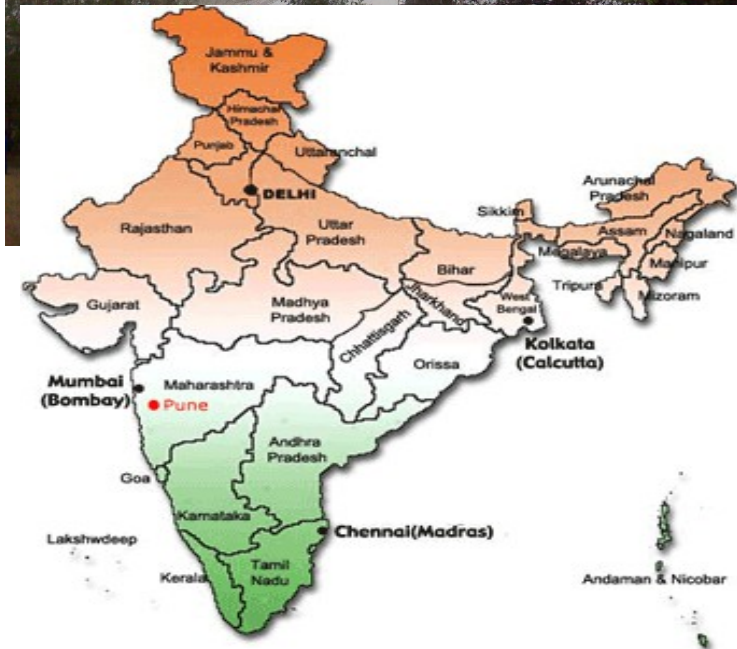 Jammu &
Kashmir
Himachal
Pradesh
Punjab
Uttaranchal
DELHI
Rajasthan
Uttar
Pradesh
Sikkim
Arunachal
Pradesh
Assam
Nagaland
Magalaya
Manipur
Tripura
Mizoram
Bihar
Gujarat
Madhya
Pradesh
Jharkhand
West
Bengal
Chhattisgarh
Kolkata
(Calcutta)
Orissa
Mumbai
(Bombay)
Maharashtra
Pune
Andhra
Pradesh
Goa
Karnataka
Chennai(Madras)
Lakshwdeep
Kerala
Tamil
Nadu
Andaman & Nicobar